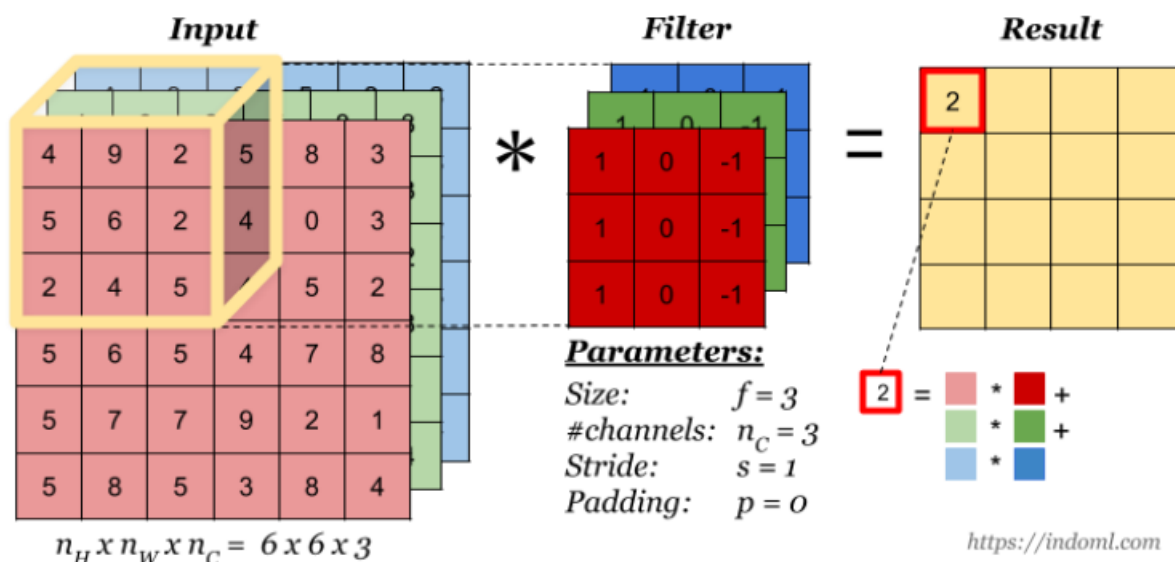 Input Filter Result
4 9 2 5 8 3
5 6 2 4 0 3
2 4 5 5 2
5 6 5 4 7 8
5 7 7 9 2 1
5 8 5 3 8 4
n_H x n_W x n_C = 6 x 6 x 3
*
1 0 -1
1 0 -1
1 0 -1
1 0 -1
=
2
Parameters:
Size: f = 3
#channels: n_C = 3
Stride: s = 1
Padding: p = 0
2 = * +
* +
*
https://indoml.com